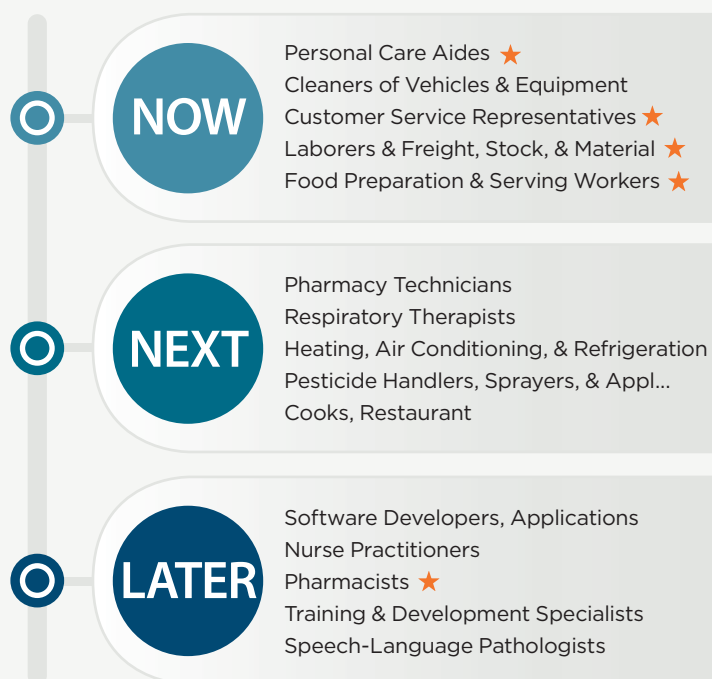 NOW
Personal Care Aides
Cleaners of Vehicles & Equipment
Customer Service Representatives
Laborers & Freight, Stock, & Material
Food Preparation & Serving Workers
NEXT
Pharmacy Technicians
Respiratory Therapists
Heating, Air Conditioning, & Refrigeration
Pesticide Handlers, Sprayers, & Appl...
Cooks, Restaurant
LATER
Software Developers, Applications
Nurse Practitioners
Pharmacists
Training & Development Specialists
Speech-Language Pathologists